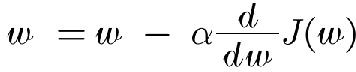 w = w − α d/dw J(w)